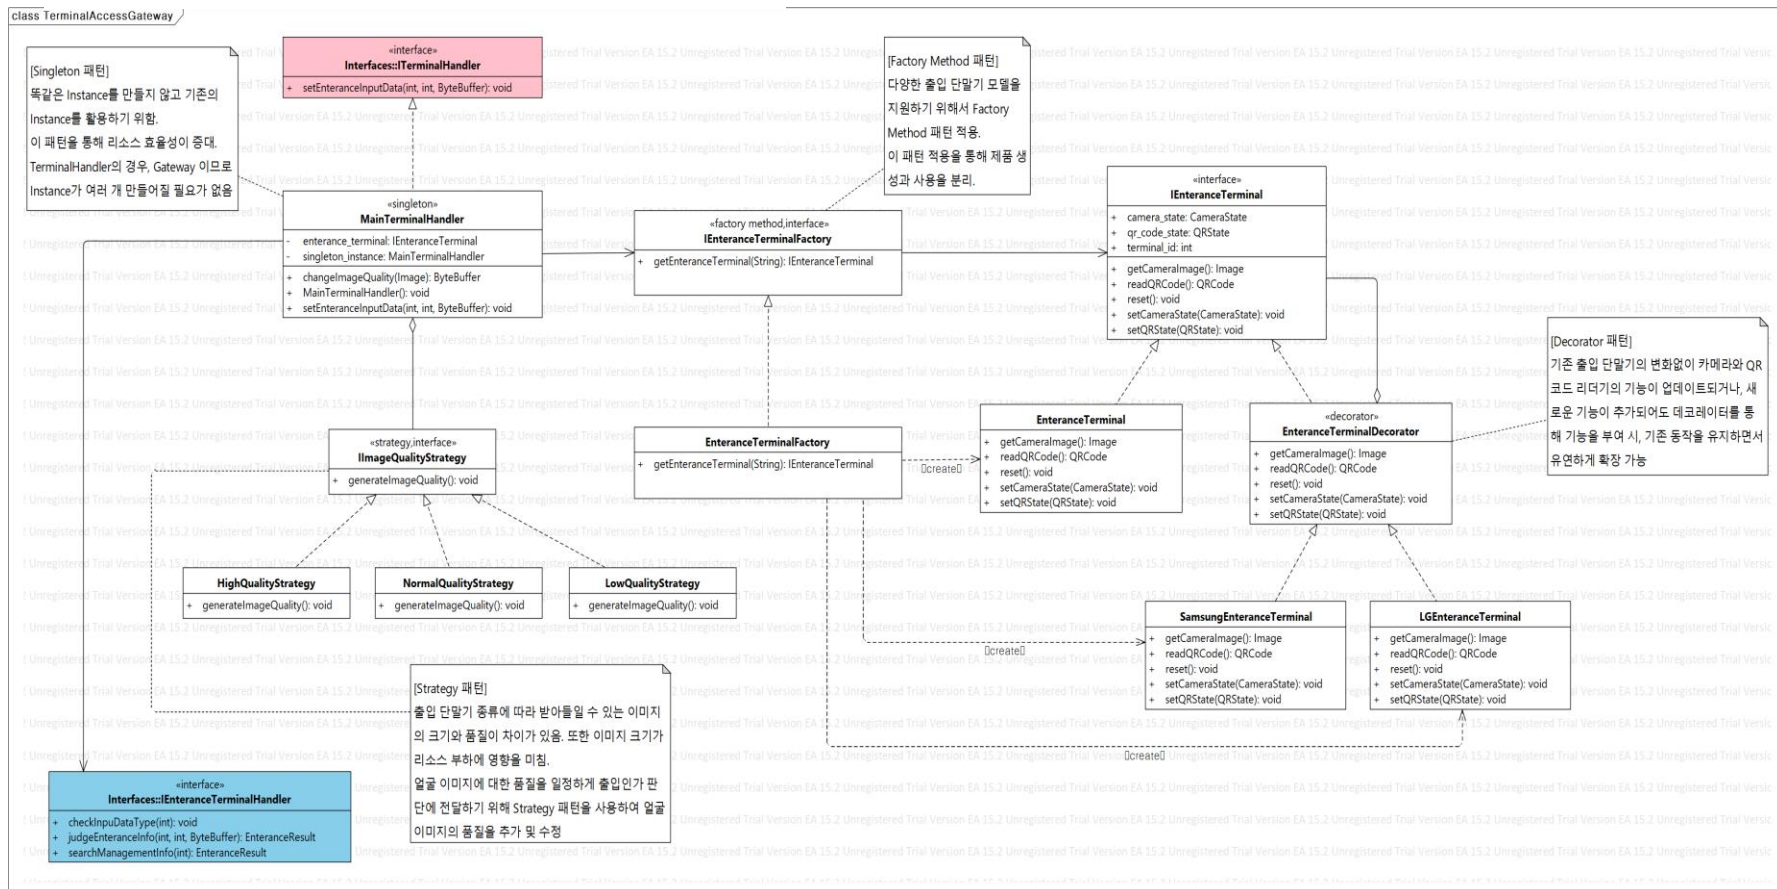 class TerminalAccessGateway
[Singleton 패턴]
똑같은 Instance를 만들지 않고 기존의
Instance를 활용하기 위함.
이 패턴을 통해 리소스 효율성이 증대.
TerminalHandler의 경우, Gateway 이므로
Instance가 여러 개 만들어질 필요가 없음
«interface»
Interfaces::ITerminalHandler
+ setEnteranceInputData(int, int, ByteBuffer): void
[Factory Method 패턴]
다양한 출입 단말기 모델을
지원하기 위해서 Factory
Method 패턴 적용.
이 패턴 적용을 통해 제품 생
성과 사용을 분리.
«singleton»
MainTerminalHandler
- enterance_terminal: IEnteranceTerminal
- singleton_instance: MainTerminalHandler
+ changeImageQuality(Image): ByteBuffer
+ MainTerminalHandler(): void
+ setEnteranceInputData(int, int, ByteBuffer): void
«factory method,interface»
IEnteranceTerminalFactory
+ getEnteranceTerminal(String): IEnteranceTerminal
«interface»
IEnteranceTerminal
+ camera_state: CameraState
+ qr_code_state: QRState
+ terminal_id: int
+ getCameraImage(): Image
+ readQRCode(): QRCode
+ reset(): void
+ setCameraState(CameraState): void
+ setQRState(QRState): void
[Decorator 패턴]
기존 출입 단말기의 변화없이 카메라와 QR
코드 리더기의 기능이 업데이트되거나, 새
로운 기능이 추가되어도 데코레이터를 통
해 기능을 부여 시, 기존 동작을 유지하면서
유연하게 확장 가능
«strategy,interface»
IImageQualityStrategy
+ generateImageQuality(): void
EnteranceTerminalFactory
+ getEnteranceTerminal(String): IEnteranceTerminal
EnteranceTerminal
+ getCameraImage(): Image
+ readQRCode(): QRCode
+ reset(): void
+ setCameraState(CameraState): void
+ setQRState(QRState): void
«decorator»
EnteranceTerminalDecorator
+ getCameraImage(): Image
+ readQRCode(): QRCode
+ reset(): void
+ setCameraState(CameraState): void
+ setQRState(QRState): void
create
HighQualityStrategy
+ generateImageQuality(): void
NormalQualityStrategy
+ generateImageQuality(): void
LowQualityStrategy
+ generateImageQuality(): void
SamsungEnteranceTerminal
+ getCameraImage(): Image
+ readQRCode(): QRCode
+ reset(): void
+ setCameraState(CameraState): void
+ setQRState(QRState): void
LGEnteranceTerminal
+ getCameraImage(): Image
+ readQRCode(): QRCode
+ reset(): void
+ setCameraState(CameraState): void
+ setQRState(QRState): void
create
create
[Strategy 패턴]
출입 단말기 종류에 따라 받아들일 수 있는 이미지
의 크기와 품질이 차이가 있음. 또한 이미지 크기가
리소스 부하에 영향을 미침.
얼굴 이미지에 대한 품질을 일정하게 출입인가 판
단에 전달하기 위해 Strategy 패턴을 사용하여 얼굴
이미지의 품질을 추가 및 수정
«interface»
Interfaces::IEnteranceTerminalHandler
+ checkInpuDataType(int): void
+ judgeEnteranceInfo(int, int, ByteBuffer): EnteranceResult
+ searchManagementInfo(int): EnteranceResult